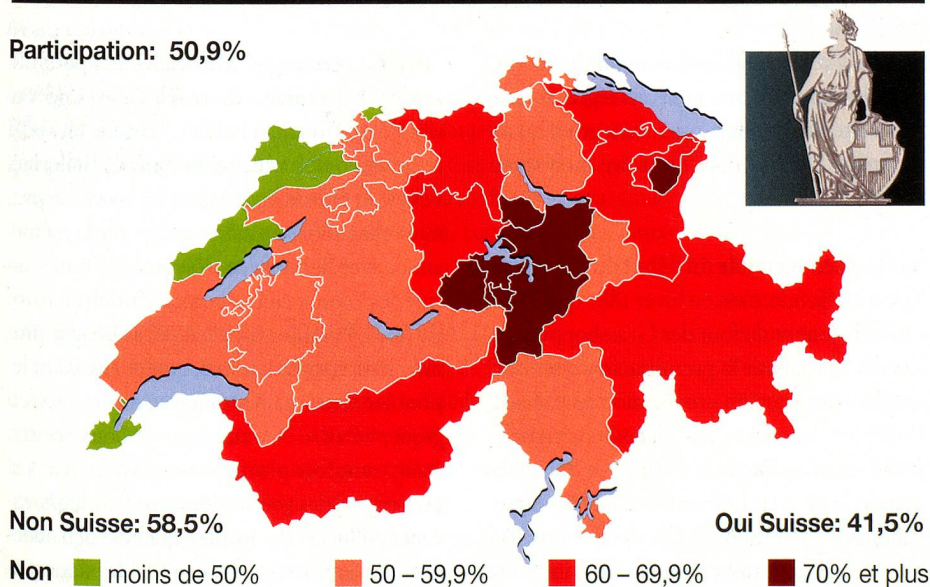 Participation: 50,9%
Non Suisse: 58,5% Oui Suisse: 41,5%
Non moins de 50% 50 – 59,9% 60 – 69,9% 70% et plus